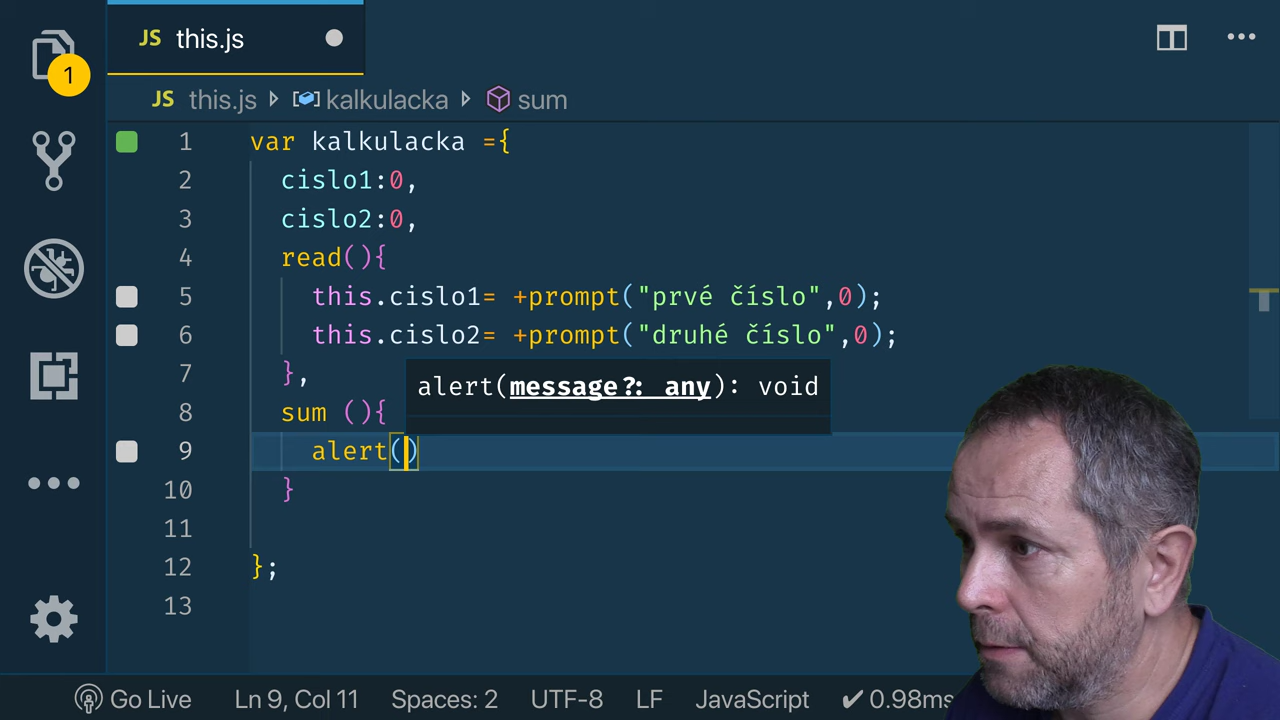 1
JS this.js
JS this.js kalkulacka sum
1 var kalkulacka ={
2 cislo1:0,
3 cislo2:0,
4 read(){
5 this.cislo1= +prompt("prvé číslo",0);
6 this.cislo2= +prompt("druhé číslo",0);
7 },
alert(message?: any): void
8 sum (){
9 alert()
10 }
11
12 };
13
Go Live Ln 9, Col 11 Spaces: 2 UTF-8 LF JavaScript ✔ 0.98ms